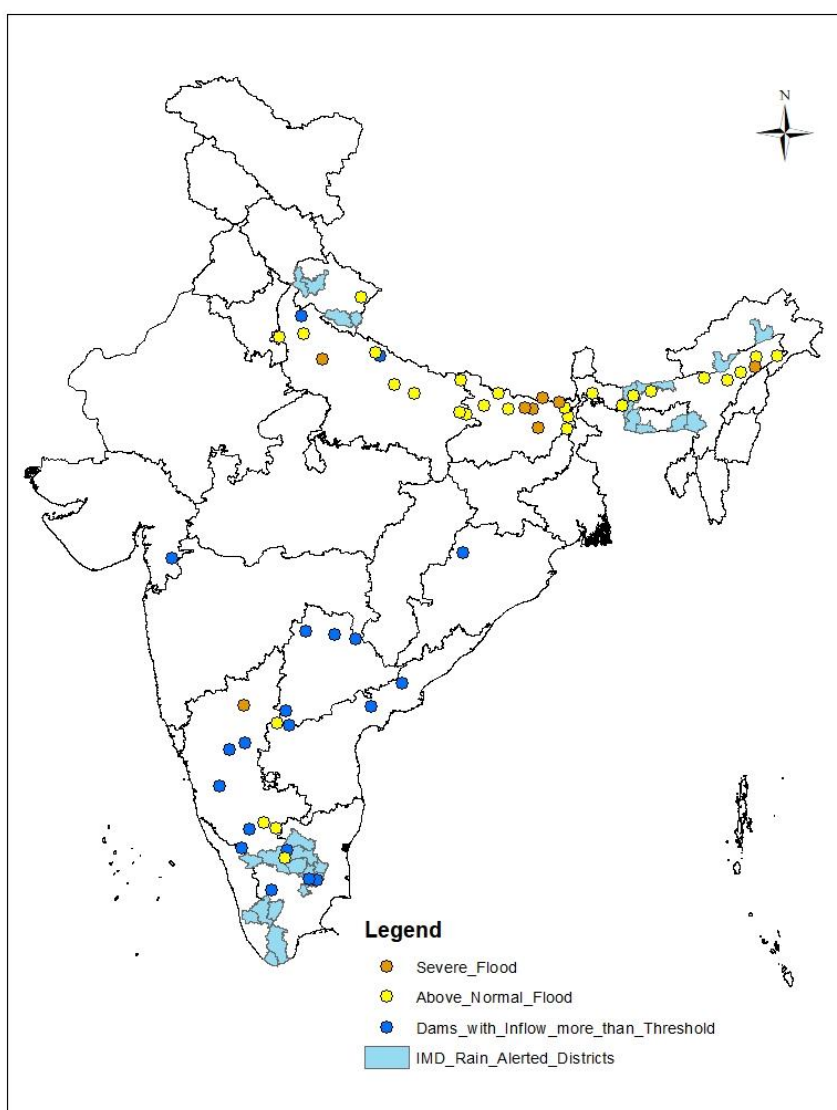 N
Legend
Severe_Flood
Above_Normal_Flood
Dams_with_Inflow_more_than_Threshold
IMD_Rain_Alerted_Districts